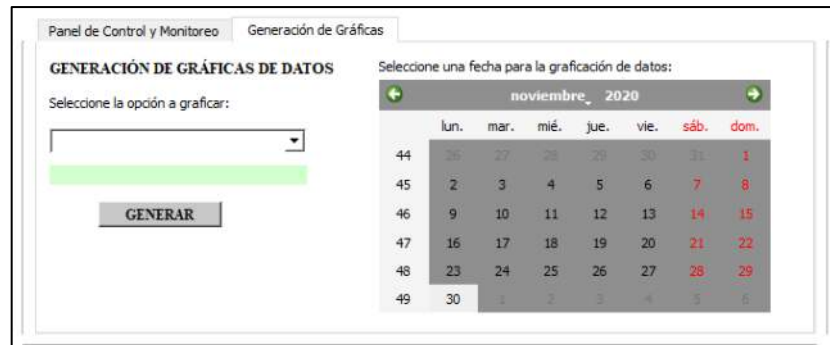 Panel de Control y Monitoreo Generación de Gráficas
GENERACIÓN DE GRÁFICAS DE DATOS
Seleccione la opción a graficar:
GENERAR
Seleccione una fecha para la graficación de datos:
noviembre 2020
lun. mar. mié. jue. vie. sáb. dom.
44 26 27 28 29 30 31 1
45 2 3 4 5 6 7 8
46 9 10 11 12 13 14 15
47 16 17 18 19 20 21 22
48 23 24 25 26 27 28 29
49 30 1 2 3 4 5 6